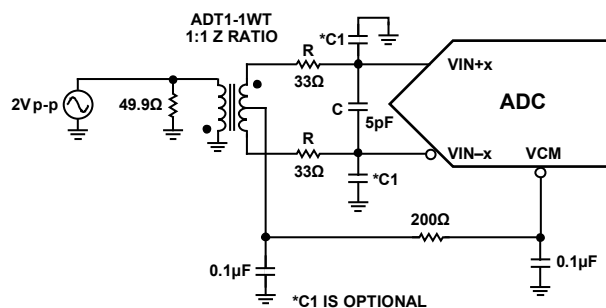 ADT1-1WT
1:1 Z RATIO
*C1
R
33Ω
VIN+x
2V p-p
49.9Ω
C
5pF
ADC
R
33Ω
VIN–x
VCM
*C1
200Ω
0.1µF
0.1µF
*C1 IS OPTIONAL